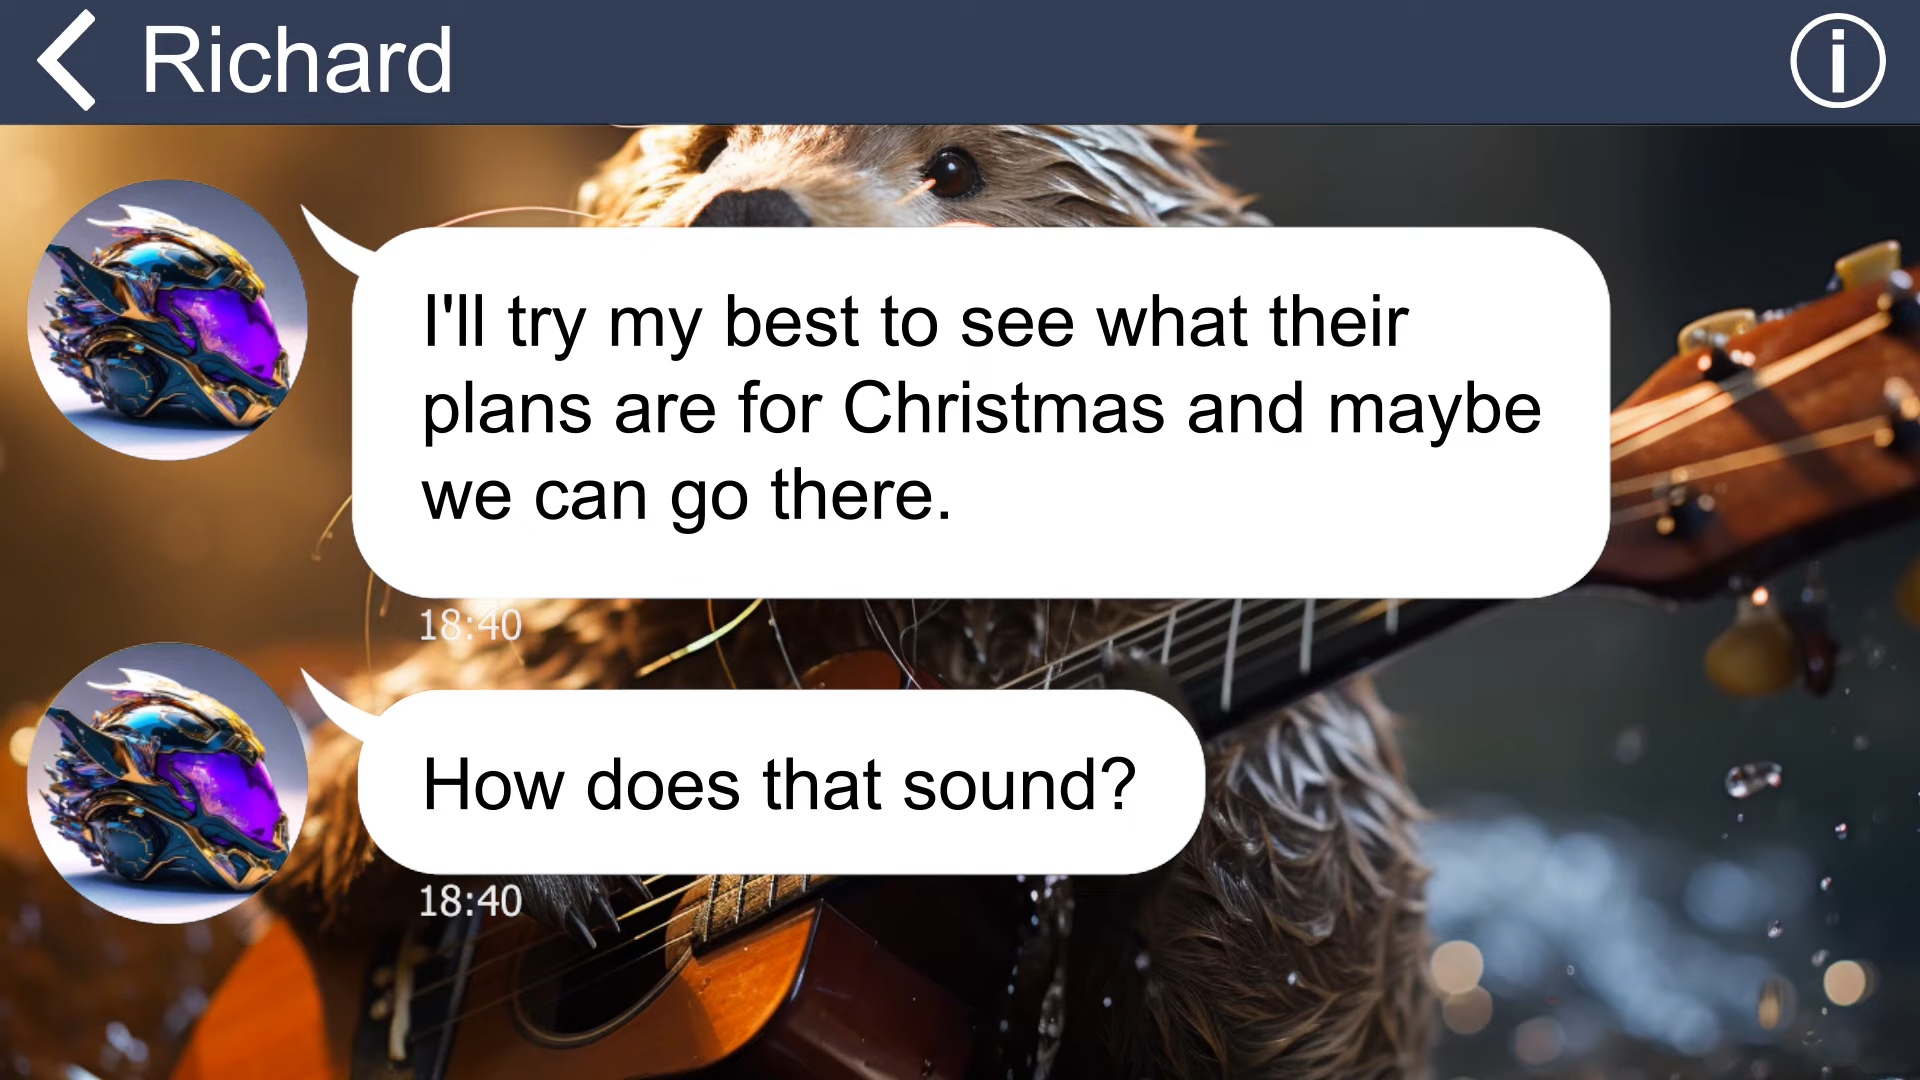 Richard
I'll try my best to see what their
plans are for Christmas and maybe
we can go there.
18:40
How does that sound?
18:40